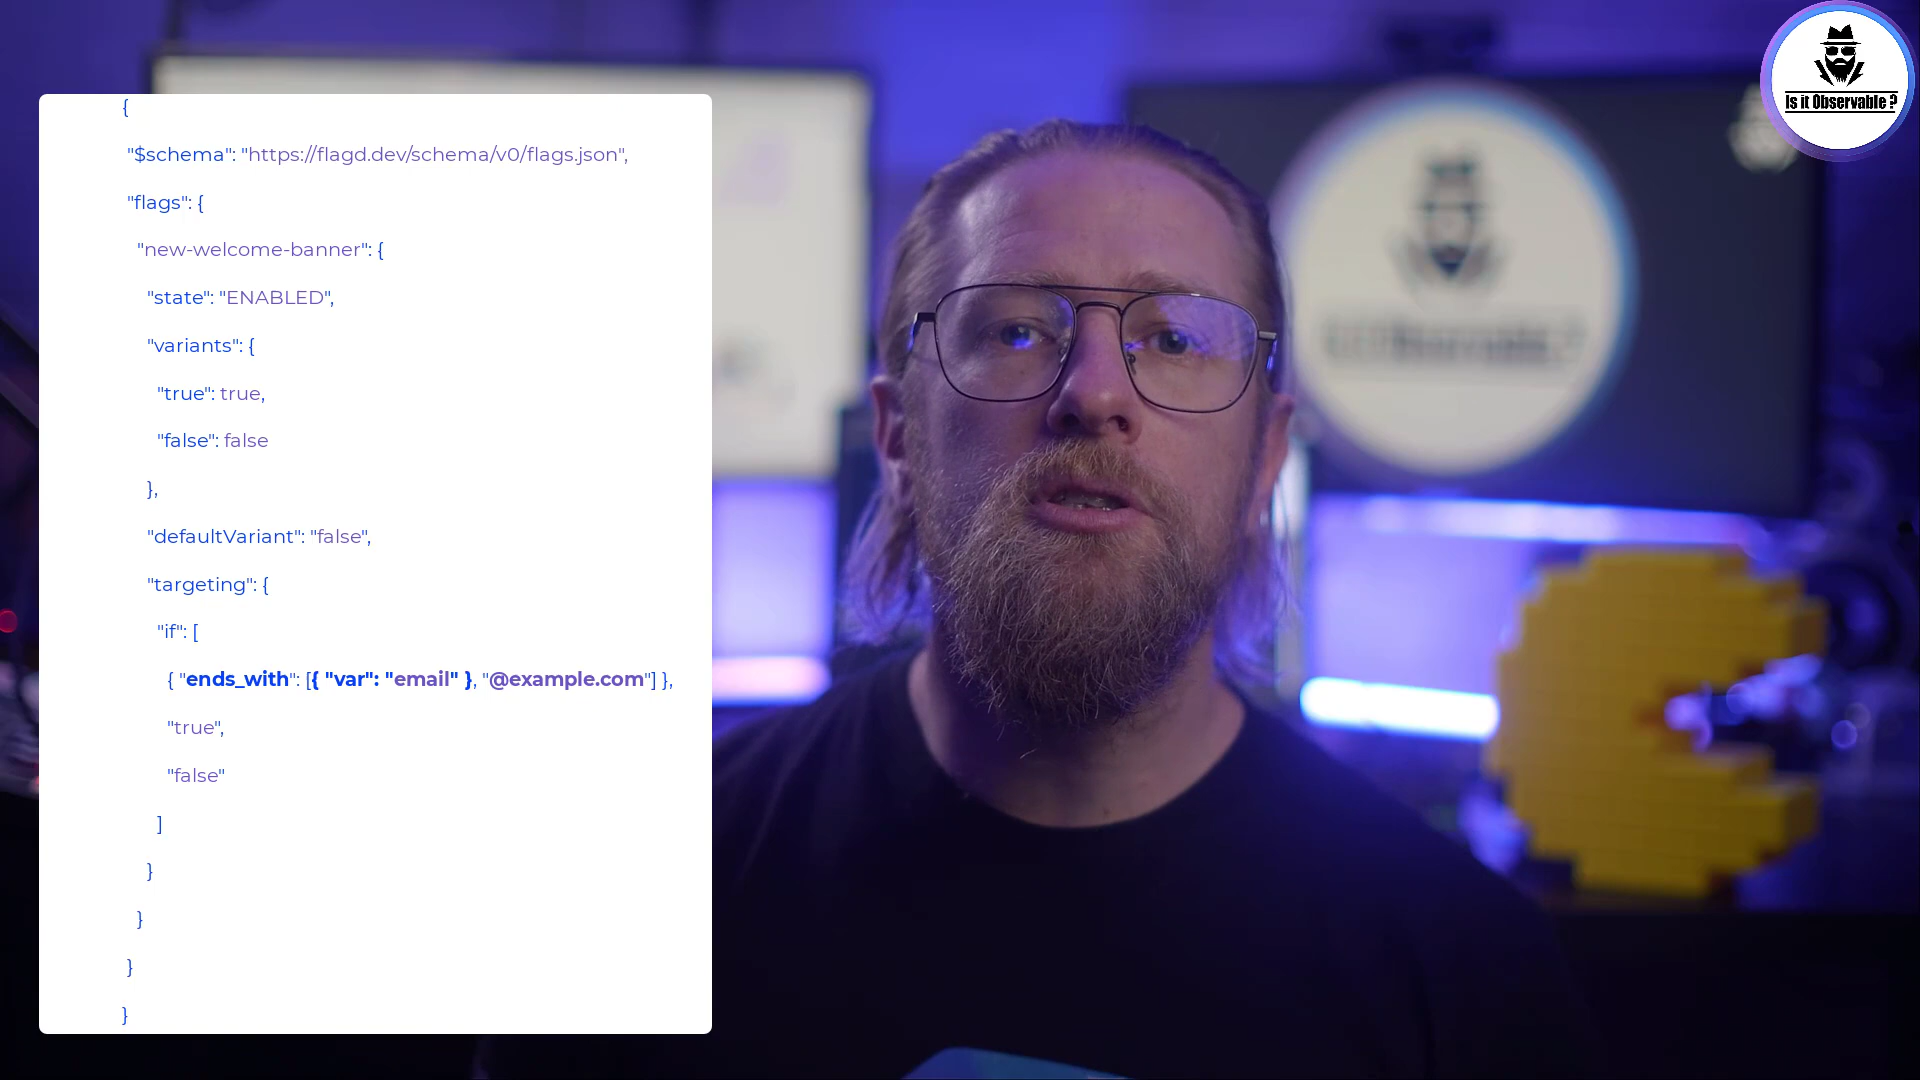 {
"$schema": "https://flagd.dev/schema/v0/flags.json",
"flags": {
"new-welcome-banner": {
"state": "ENABLED",
"variants": {
"true": true,
"false": false
},
"defaultVariant": "false",
"targeting": {
"if": [
{ "ends_with": [{ "var": "email" }, "@example.com"] },
"true",
"false"
]
}
}
}
}
Is it Observable ?